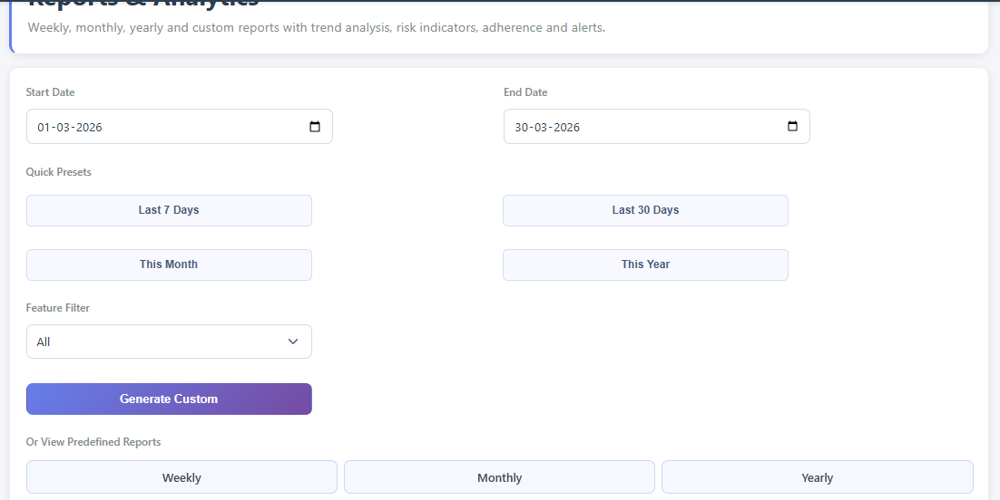 Reports & Analytics
Weekly, monthly, yearly and custom reports with trend analysis, risk indicators, adherence and alerts.
Start Date
End Date
01-03-2026
30-03-2026
Quick Presets
Last 7 Days
Last 30 Days
This Month
This Year
Feature Filter
All
Generate Custom
Or View Predefined Reports
Weekly
Monthly
Yearly